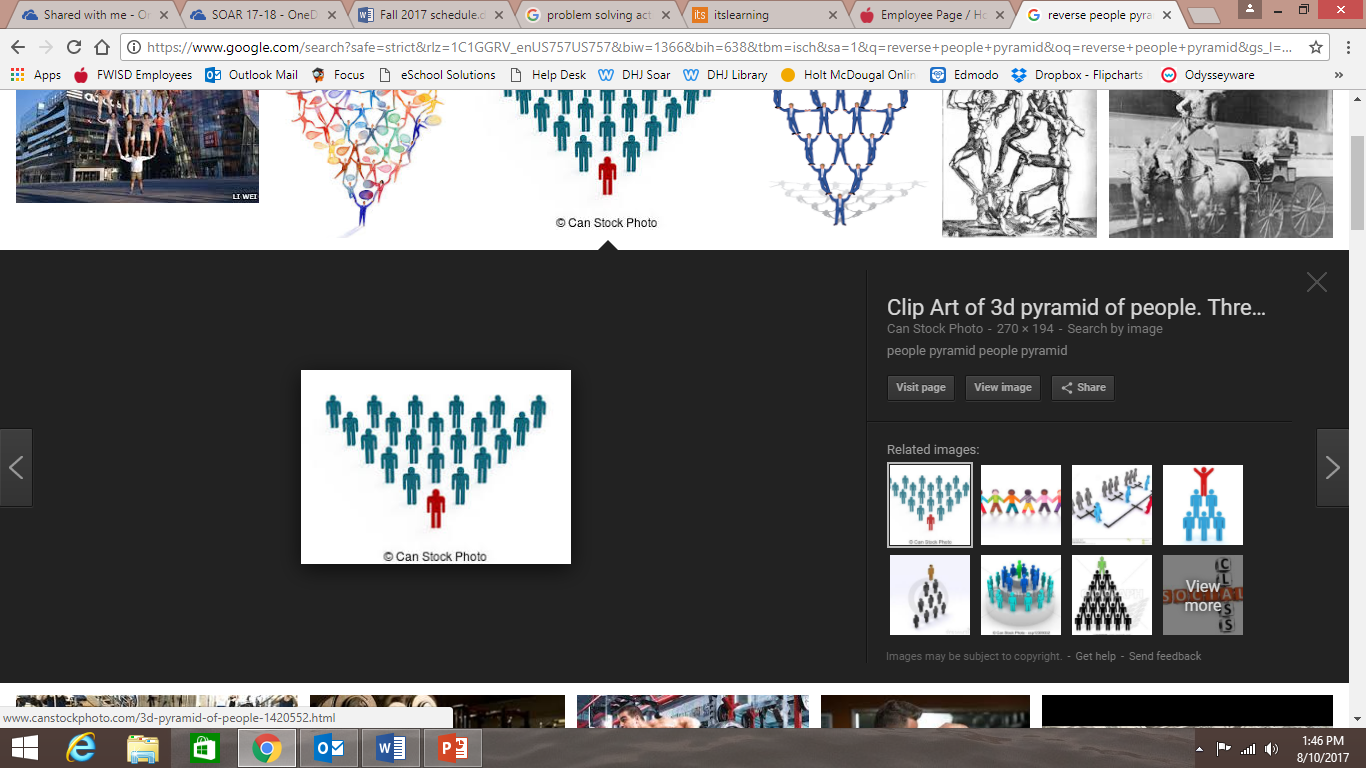 Shared with me - On
SOAR 17-18 - OneD
Fall 2017 schedule.d
problem solving act
itslearning
Employee Page / Ho
reverse people pyra
https://www.google.com/search?safe=strict&rlz=1C1GGRV_enUS757US757&biw=1366&bih=638&tbm=isch&sa=1&q=reverse+people+pyramid&oq=reverse+people+pyramid&gs_l=...
Apps FWISD Employees Outlook Mail Focus eSchool Solutions Help Desk DHJ Soar DHJ Library Holt McDougal Onlin Edmodo Dropbox - Flipcharts Odysseyware »
LI WEI
© Can Stock Photo
Clip Art of 3d pyramid of people. Thre...
Can Stock Photo - 270 × 194 - Search by image
people pyramid people pyramid
Visit page View image Share
© Can Stock Photo
Related images:
View
more
CLASS
SOCIAL
Images may be subject to copyright. - Get help - Send feedback
www.canstockphoto.com/3d-pyramid-of-people-1420552.html
1:46 PM
8/10/2017